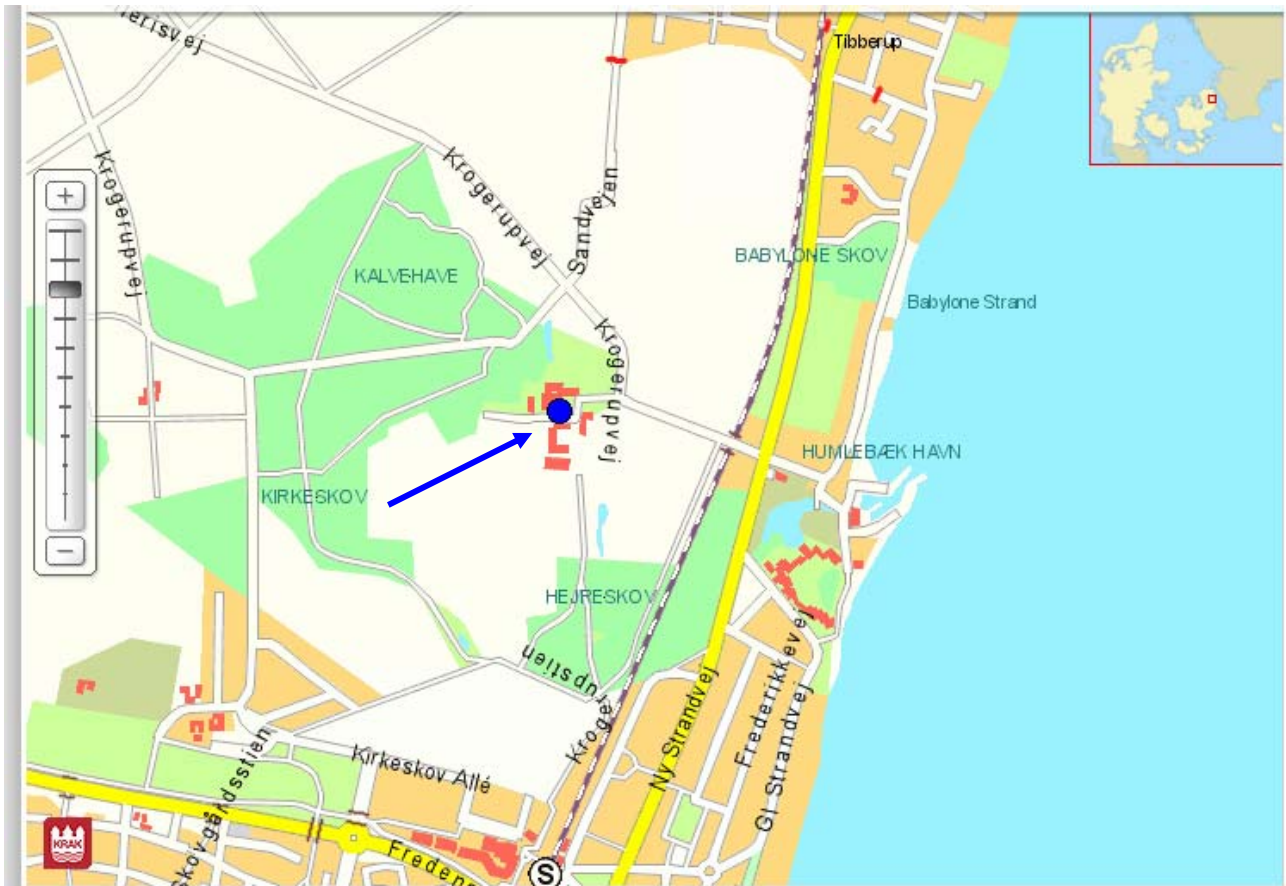 Tibberup
Krogerupvej
Krogerupvej
Sandvejen
KALVEHAVE
BABYLONE SKOV
Babylone Strand
Krogerupvej
HUMLEBÆK HAVN
KIRKESKOV
HEJRESKOV
Krogerupstien
Frederikkevej
Ny Strandvej
Gl Strandvej
Kirkeskov Allé
Skovgårdsstien
KRAK
S